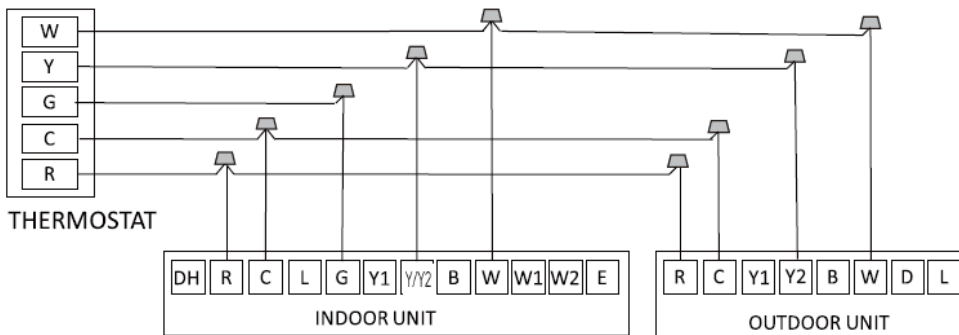 W
Y
G
C
R
THERMOSTAT
DH R C L G Y1 Y/Y2 B W W1 W2 E
INDOOR UNIT
R C Y1 Y2 B W D L
OUTDOOR UNIT